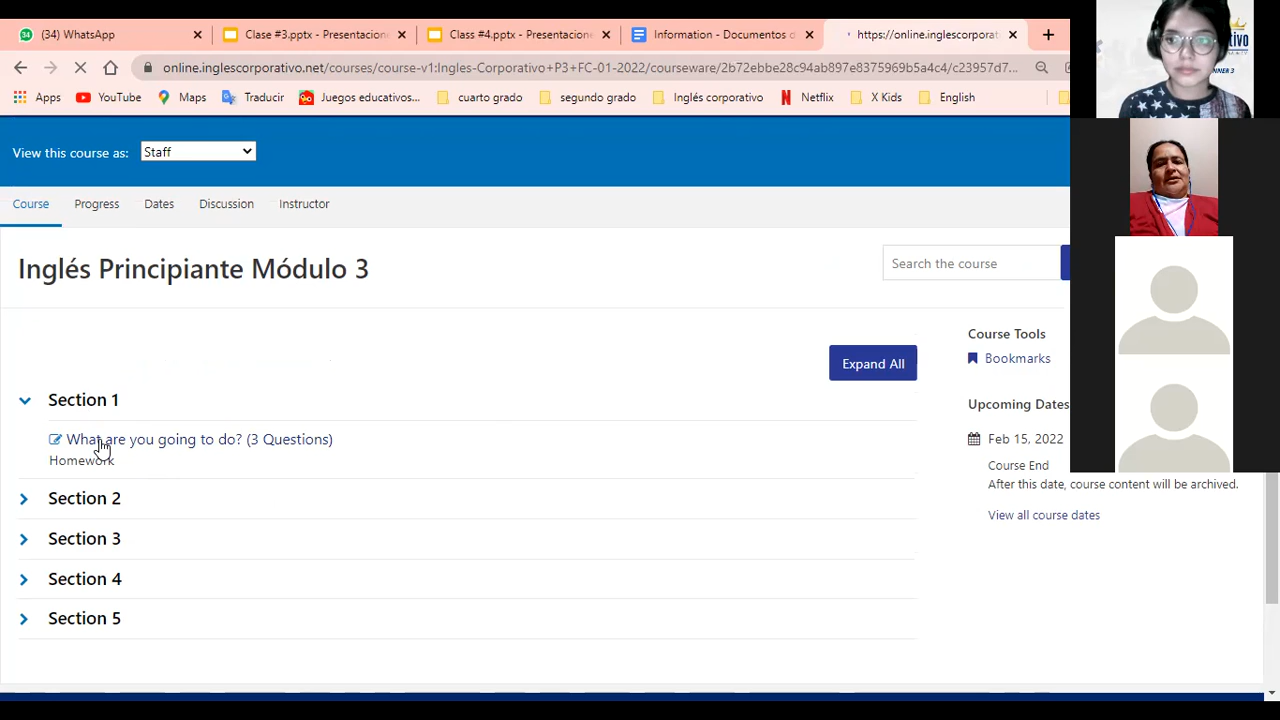 (34) WhatsApp
Clase #3.pptx - Presentacione
Class #4.pptx - Presentacione
Information - Documentos d
https://online.inglescorporat
online.inglescorporativo.net/courses/course-v1:Ingles-Corporat
+P3+FC-01-2022/courseware/2b72ebbe28c94ab897e8375969b5a4c4/c23957d7...
Apps
YouTube
Maps
Traducir
Juegos educativos...
cuarto grado
segundo grado
Inglés corporativo
Netflix
X Kids
English
NNER 3
View this course as:
Staff
Course
Progress
Dates
Discussion
Instructor
Inglés Principiante Módulo 3
Search the course
Expand All
Section 1
What are you going to do? (3 Questions)
Homework
Section 2
Section 3
Section 4
Section 5
Course Tools
Bookmarks
Upcoming Dates
Feb 15, 2022
Course End
After this date, course content will be archived.
View all course dates